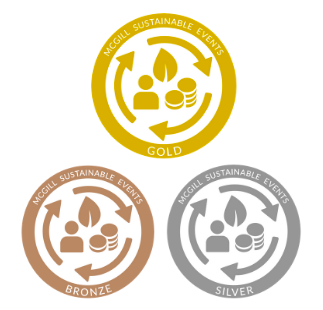 MCGILL SUSTAINABLE EVENTS
GOLD
MCGILL SUSTAINABLE EVENTS
BRONZE
MCGILL SUSTAINABLE EVENTS
SILVER